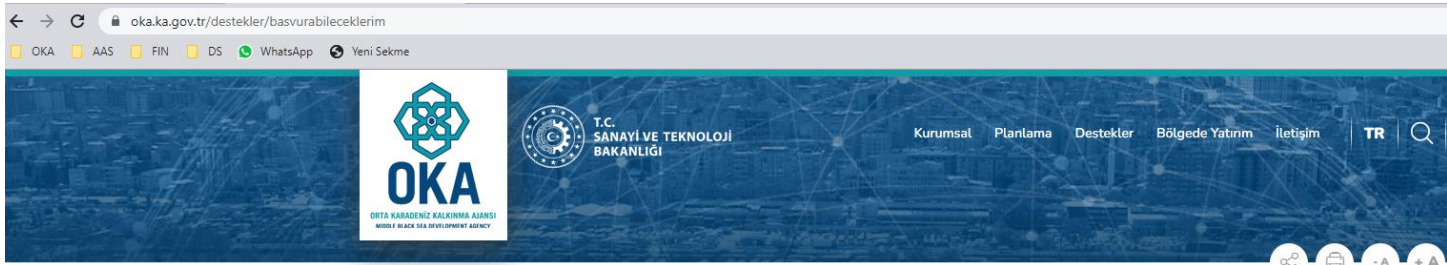 oka.ka.gov.tr/destekler/basvurabileceklerim
OKA AAS FIN DS WhatsApp Yeni Sekme
OKA
ORTA KARADENİZ KALKINMA AJANSI
MIDDLE BLACK SEA DEVELOPMENT AGENCY
T.C.
SANAYİ VE TEKNOLOJİ
BAKANLIĞI
Kurumsal Planlama Destekler Bölgede Yatırım İletişim TR
-A +A